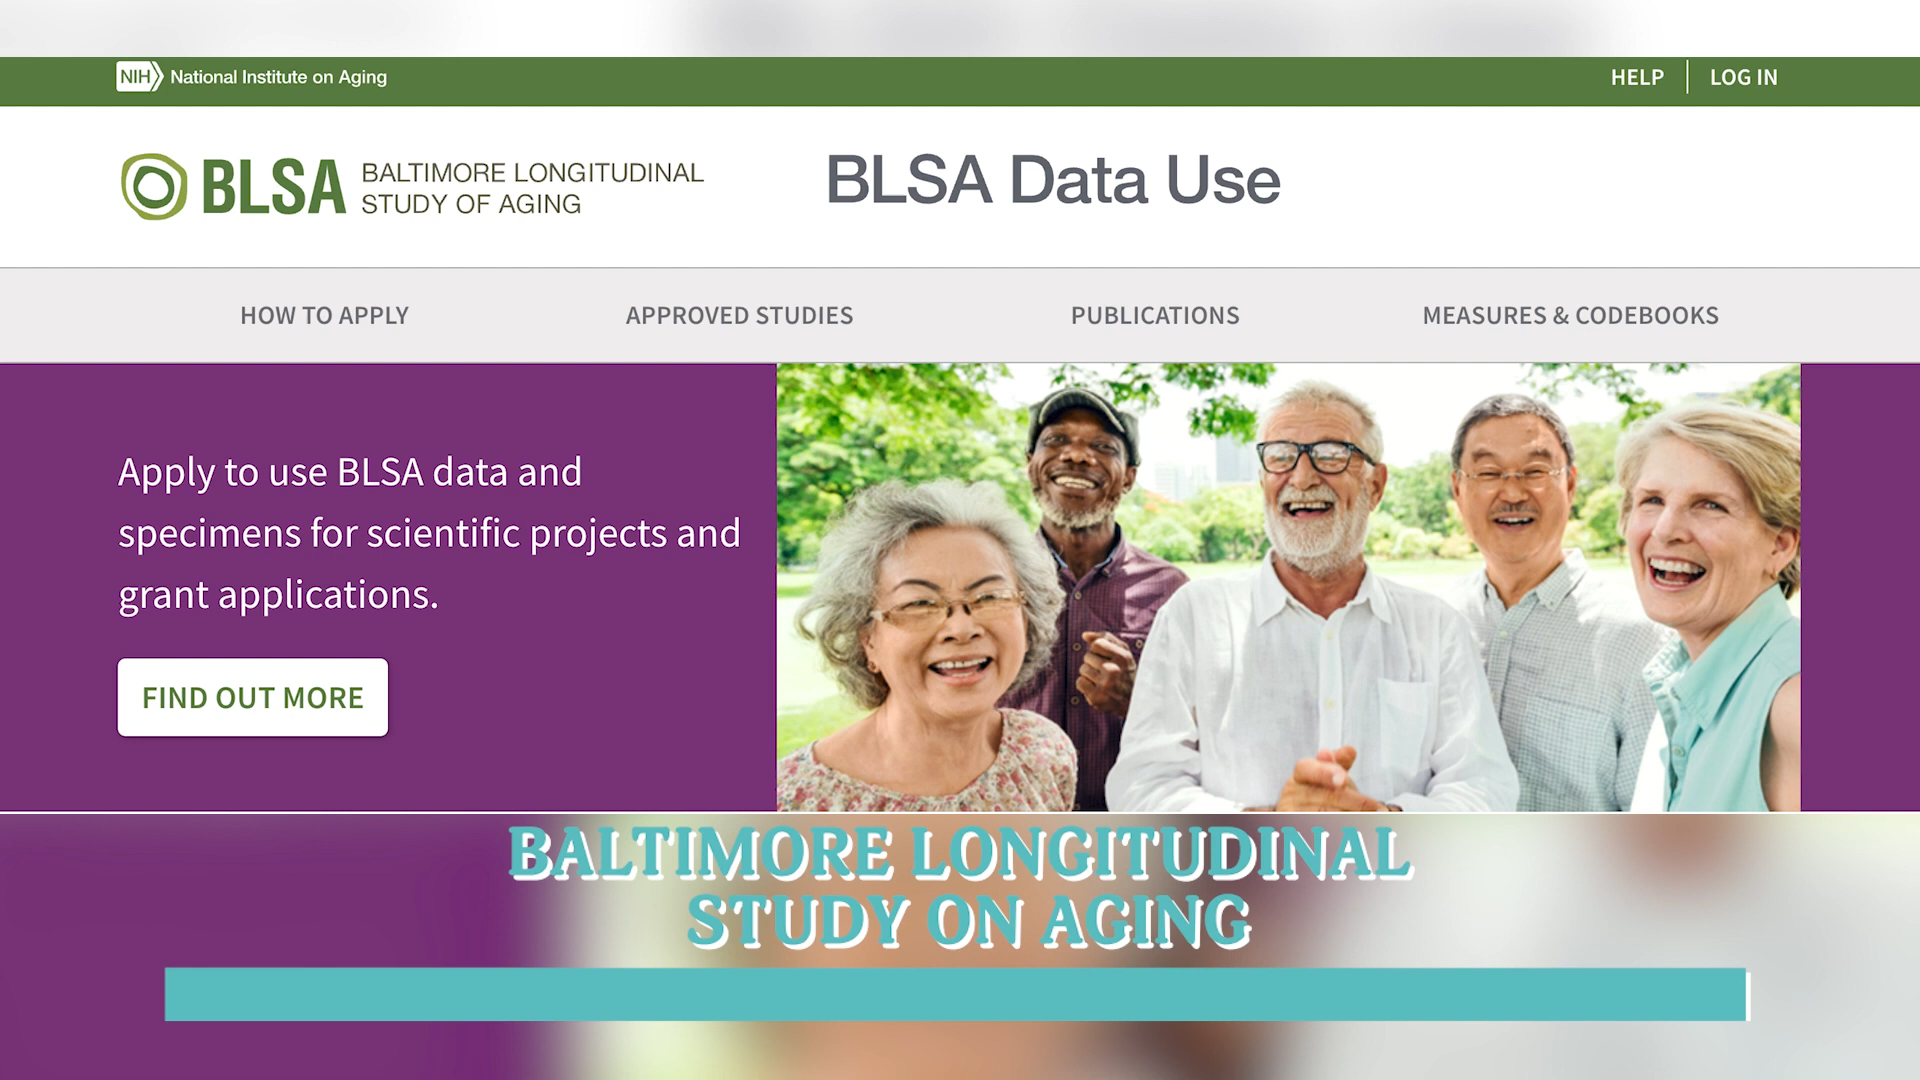 NIH National Institute on Aging
HELP
LOG IN
BLSA
BALTIMORE LONGITUDINAL
STUDY OF AGING
BLSA Data Use
HOW TO APPLY
APPROVED STUDIES
PUBLICATIONS
MEASURES & CODEBOOKS
Apply to use BLSA data and
specimens for scientific projects and
grant applications.
FIND OUT MORE
BALTIMORE LONGITUDINAL
STUDY ON AGING